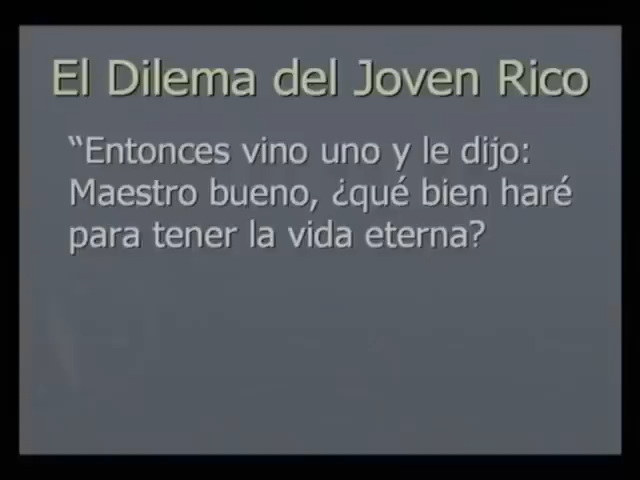 El Dilema del Joven Rico
“Entonces vino uno y le dijo:
Maestro bueno, ¿qué bien haré
para tener la vida eterna?